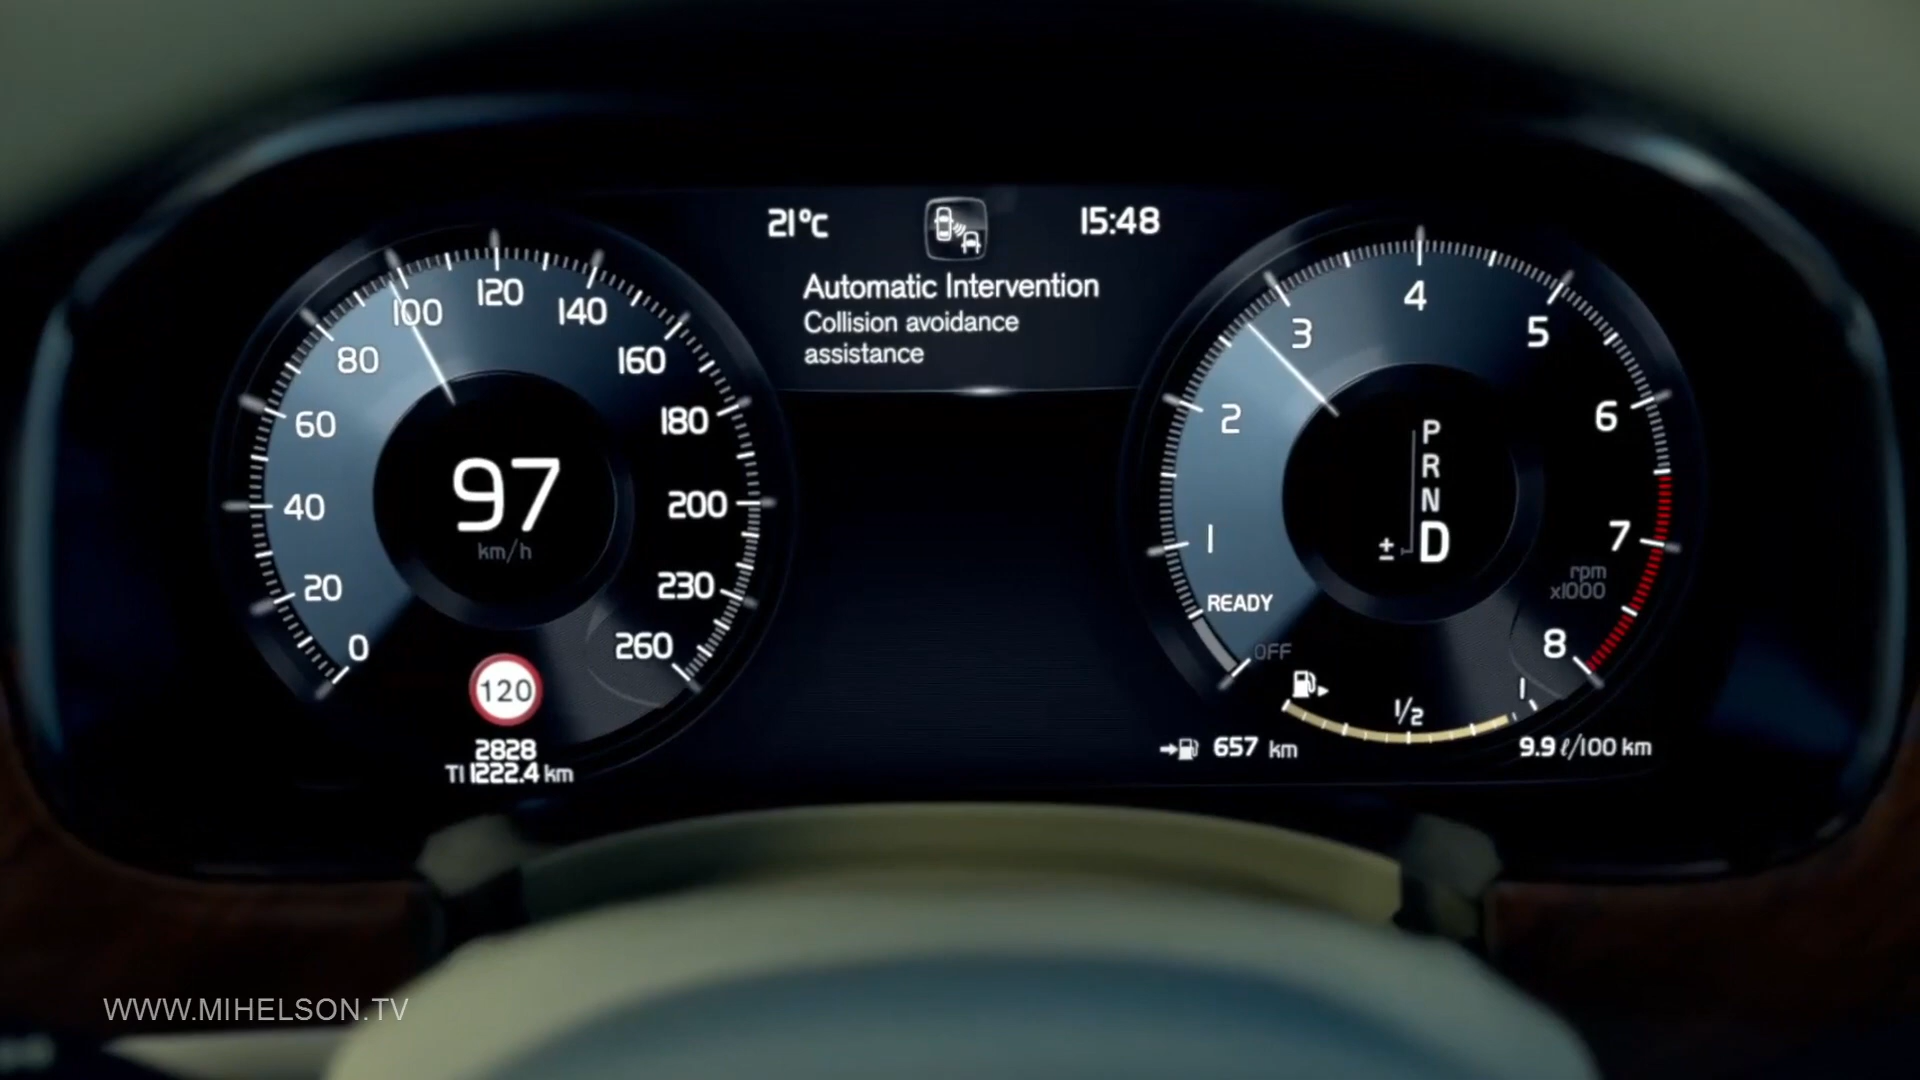 21°C
15:48
Automatic Intervention
Collision avoidance
assistance
0
20
40
60
80
100
120
140
160
180
200
230
260
97
km/h
120
2828
T1 1222.4 km
OFF
READY
1
2
3
4
5
6
7
8
rpm
x1000
P
R
N
D
±
1/2
1
657 km
9.9 ℓ/100 km
WWW.MIHELSON.TV